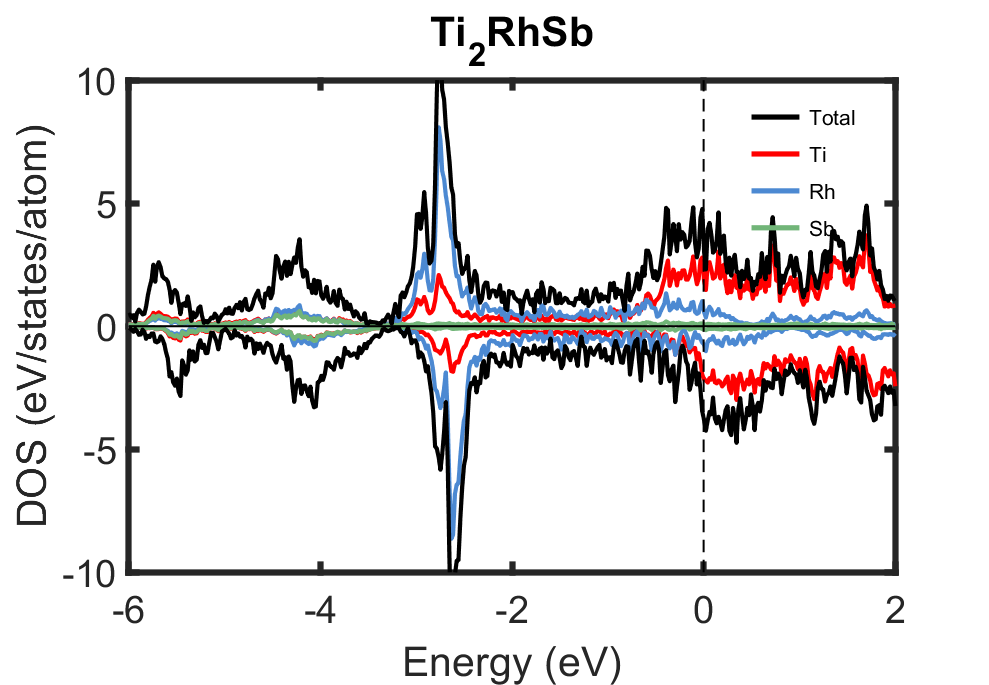 Ti₂RhSb
10
5
0
-5
-10
DOS (eV/states/atom)
Total
Ti
Rh
Sb
-6 -4 -2 0 2
Energy (eV)